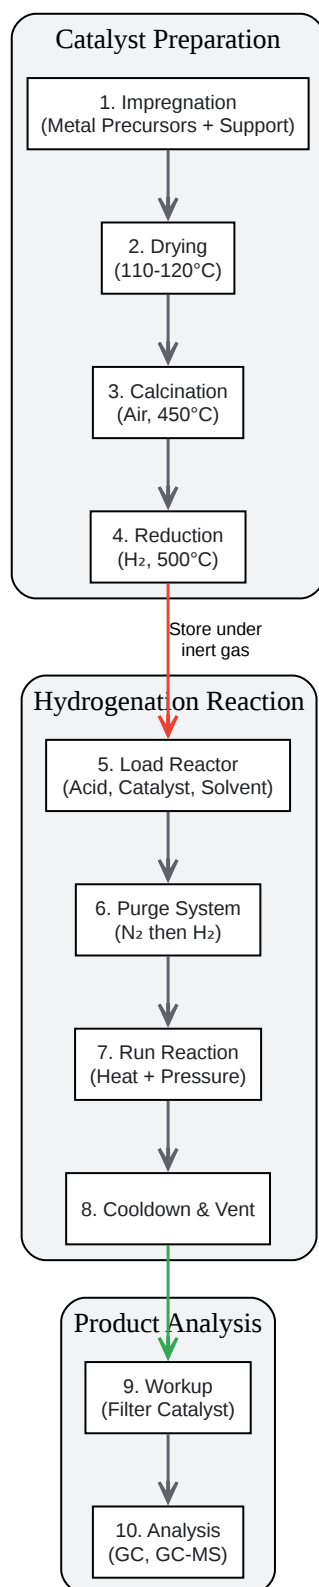 Catalyst Preparation
1. Impregnation
(Metal Precursors + Support)
2. Drying
(110-120°C)
3. Calcination
(Air, 450°C)
4. Reduction
(H₂, 500°C)
Store under
inert gas
Hydrogenation Reaction
5. Load Reactor
(Acid, Catalyst, Solvent)
6. Purge System
(N₂ then H₂)
7. Run Reaction
(Heat + Pressure)
8. Cooldown & Vent
Product Analysis
9. Workup
(Filter Catalyst)
10. Analysis
(GC, GC-MS)